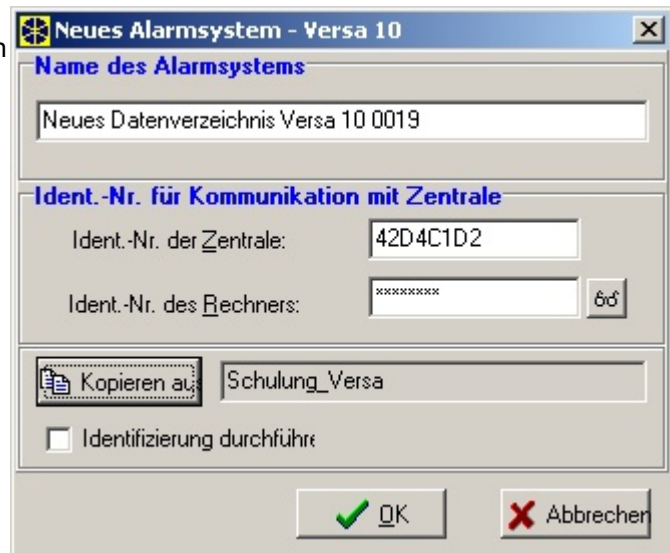 Neues Alarmsystem - Versa 10
Name des Alarmsystems
Neues Datenverzeichnis Versa 10 0019
Ident.-Nr. für Kommunikation mit Zentrale
Ident.-Nr. der Zentrale: 42D4C1D2
Ident.-Nr. des Rechners: ********
Kopieren aus Schulung_Versa
Identifizierung durchführe
OK Abbrechen